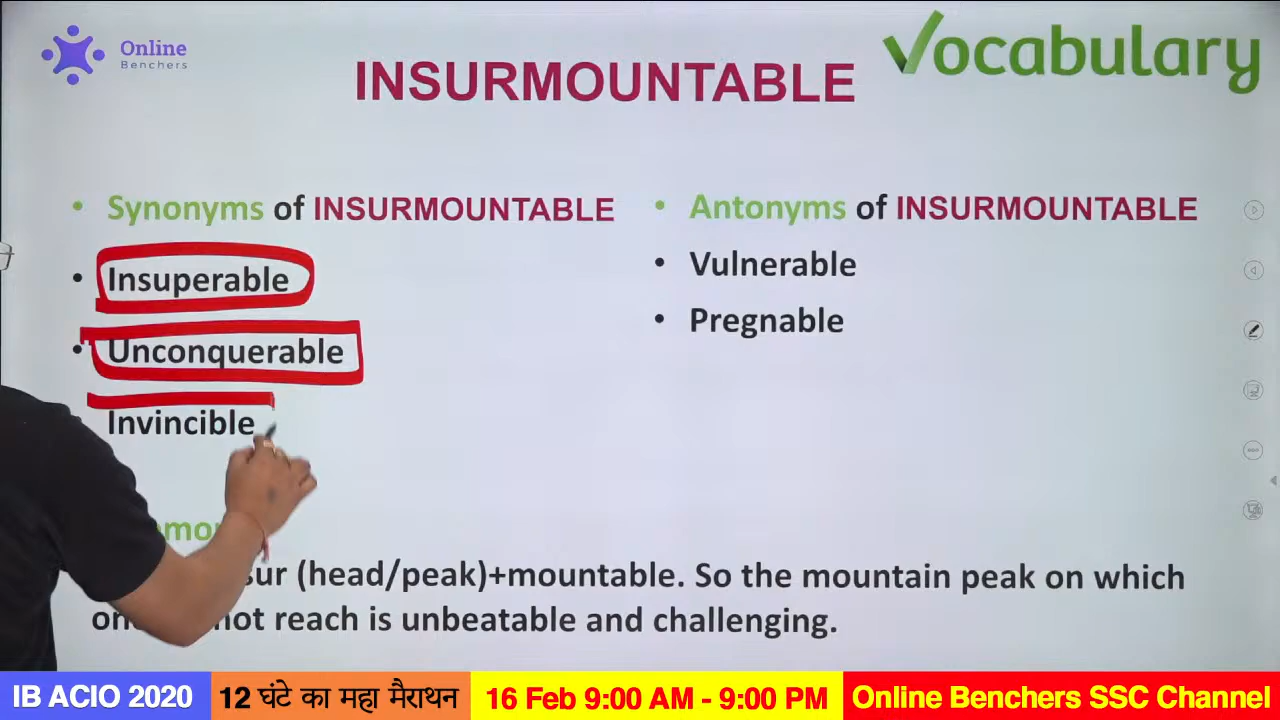 Online
Benchers
Vocabulary
INSURMOUNTABLE
• Synonyms of INSURMOUNTABLE
• Insuperable
• Unconquerable
Invincible
• Antonyms of INSURMOUNTABLE
• Vulnerable
• Pregnable
(head/peak)+mountable. So the mountain peak on which
reach is unbeatable and challenging.
IB ACIO 2020
12 घंटे का महा मैराथन
16 Feb 9:00 AM - 9:00 PM
Online Benchers SSC Channel